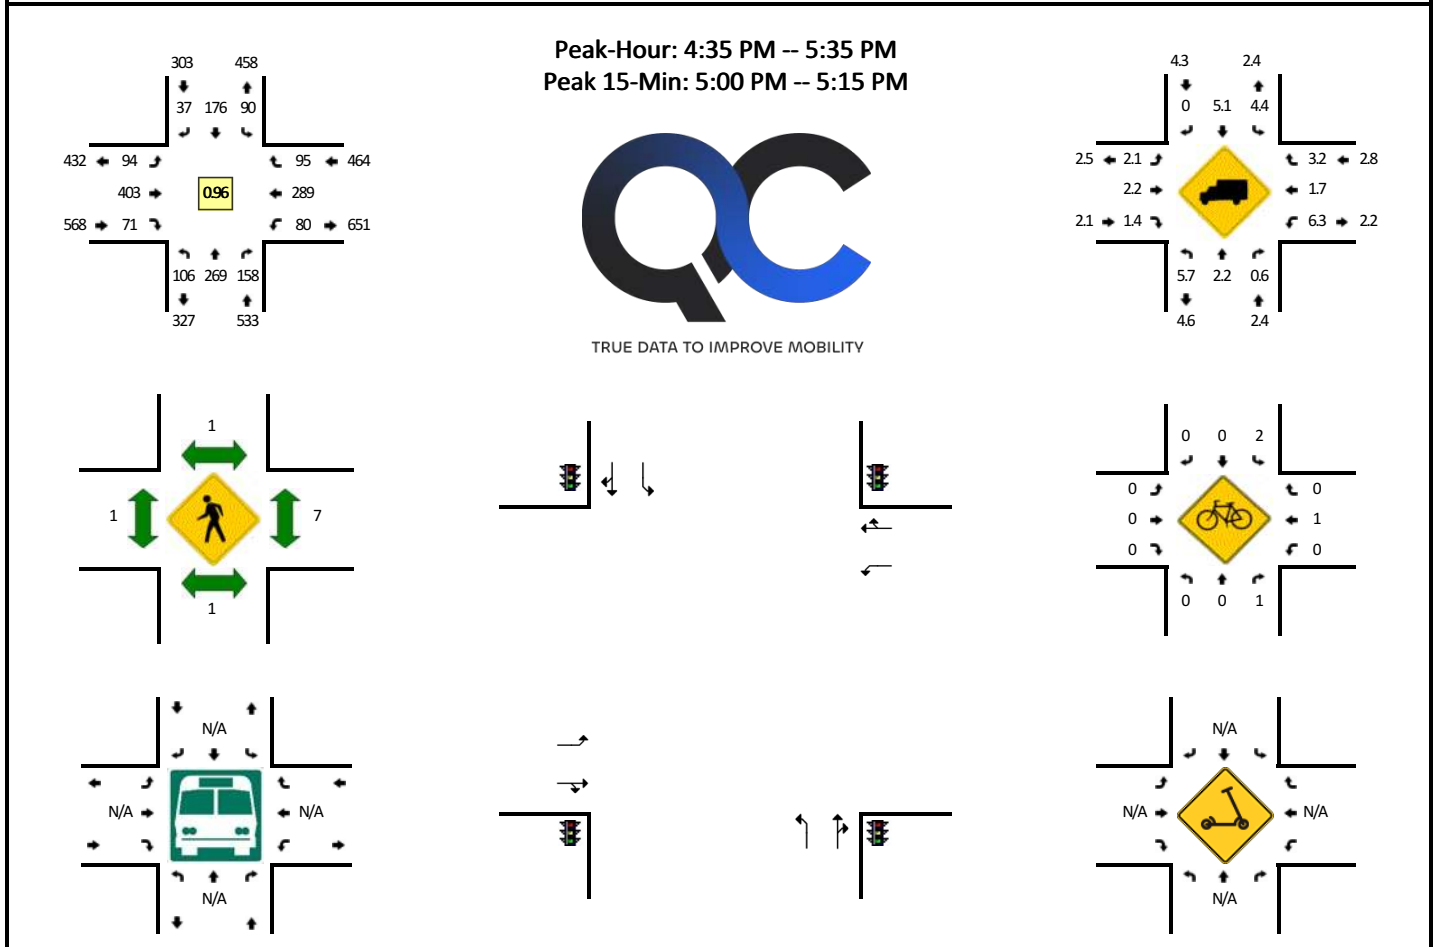 Peak-Hour: 4:35 PM -- 5:35 PM
Peak 15-Min: 5:00 PM -- 5:15 PM
303 458
37 176 90
432 94 95 464
403 0.96 289
568 71 80 651
106 269 158
327 533
TRUE DATA TO IMPROVE MOBILITY
4.3 2.4
0 5.1 4.4
2.5 2.1 3.2 2.8
2.2 1.7
2.1 1.4 6.3 2.2
5.7 2.2 0.6
4.6 2.4
1
1 7
1
0 0 2
0 0
0 1
0 0
0 0 1
N/A
N/A N/A
N/A
N/A
N/A N/A
N/A